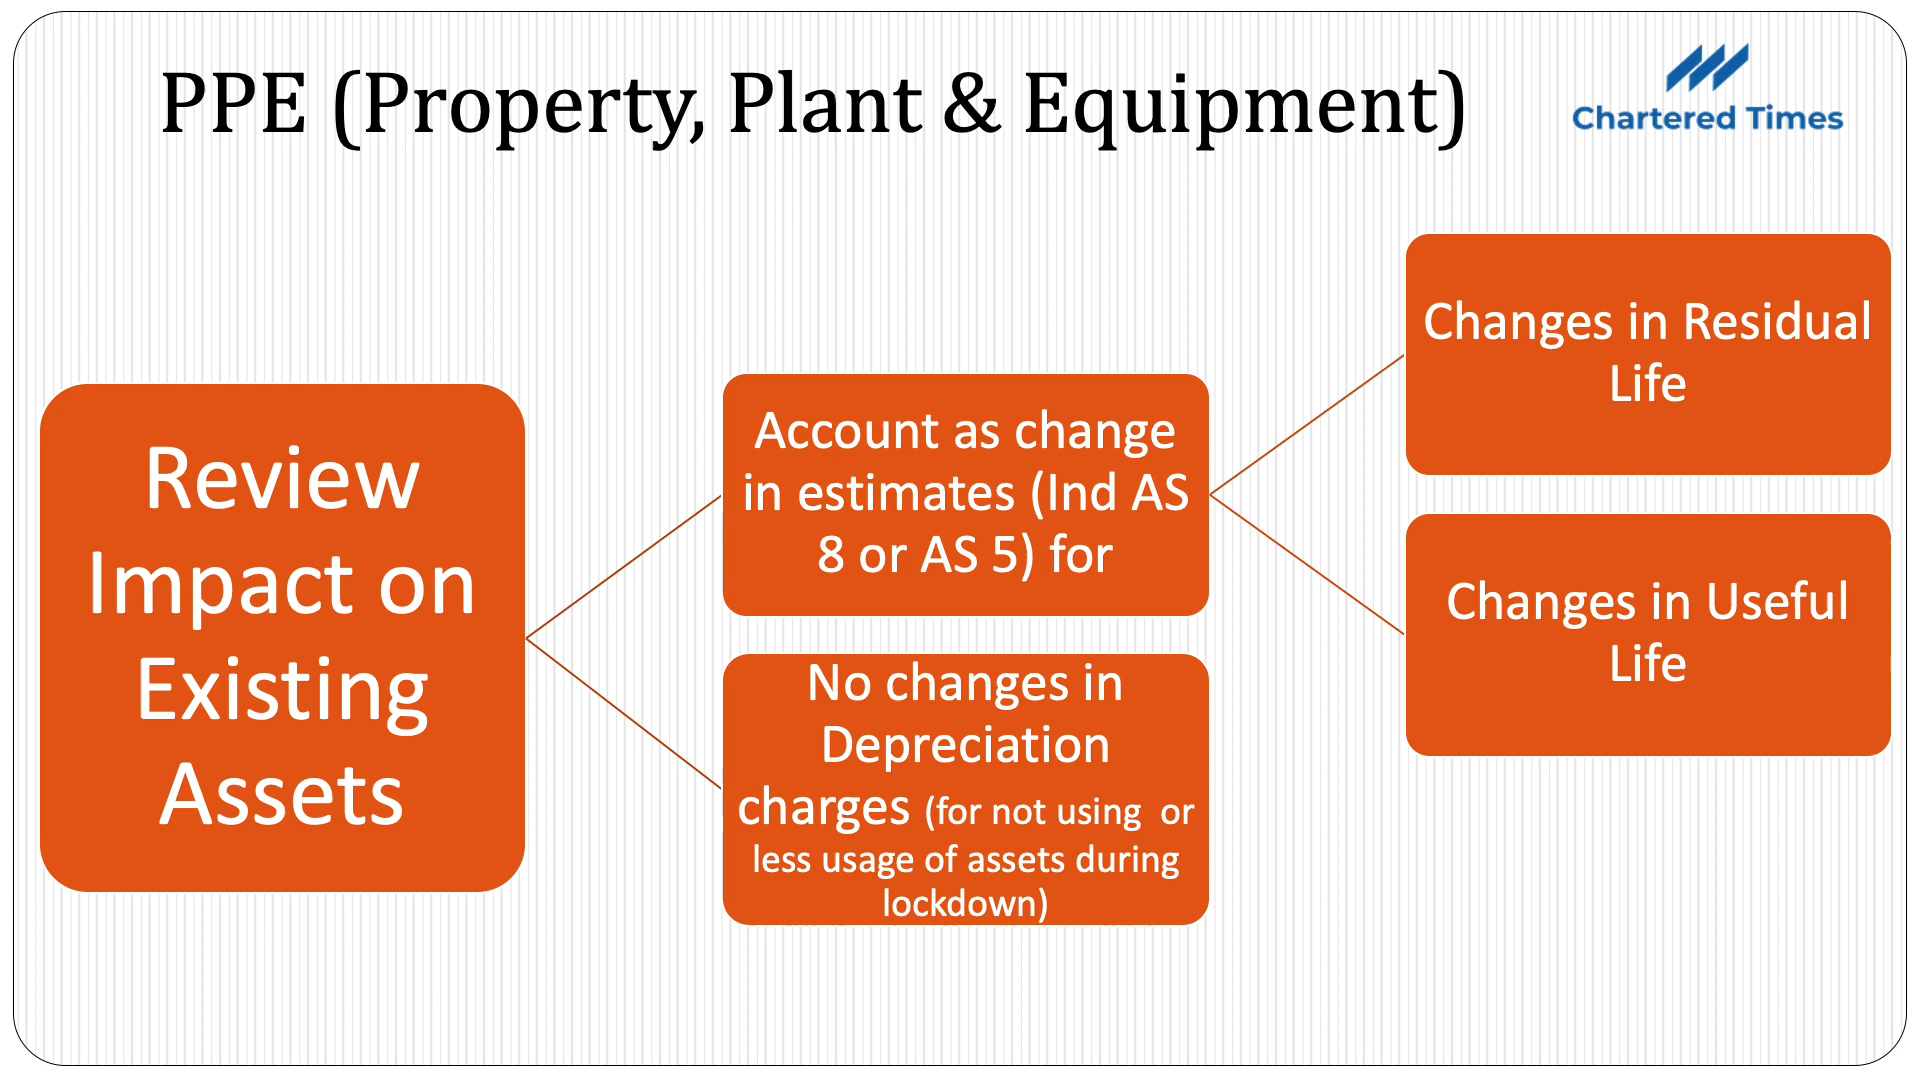 PPE (Property, Plant & Equipment)
Chartered Times
Review
Impact on
Existing
Assets
Account as change
in estimates (Ind AS
8 or AS 5) for
No changes in
Depreciation
charges (for not using  or
less usage of assets during
lockdown)
Changes in Residual
Life
Changes in Useful
Life